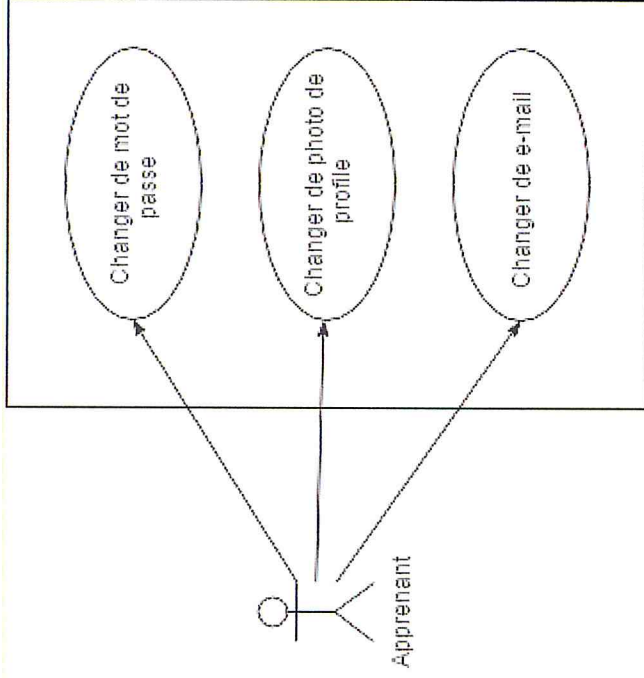 Changer de mot de
passe
Changer de photo de
profile
Changer de e-mail
Apprenant